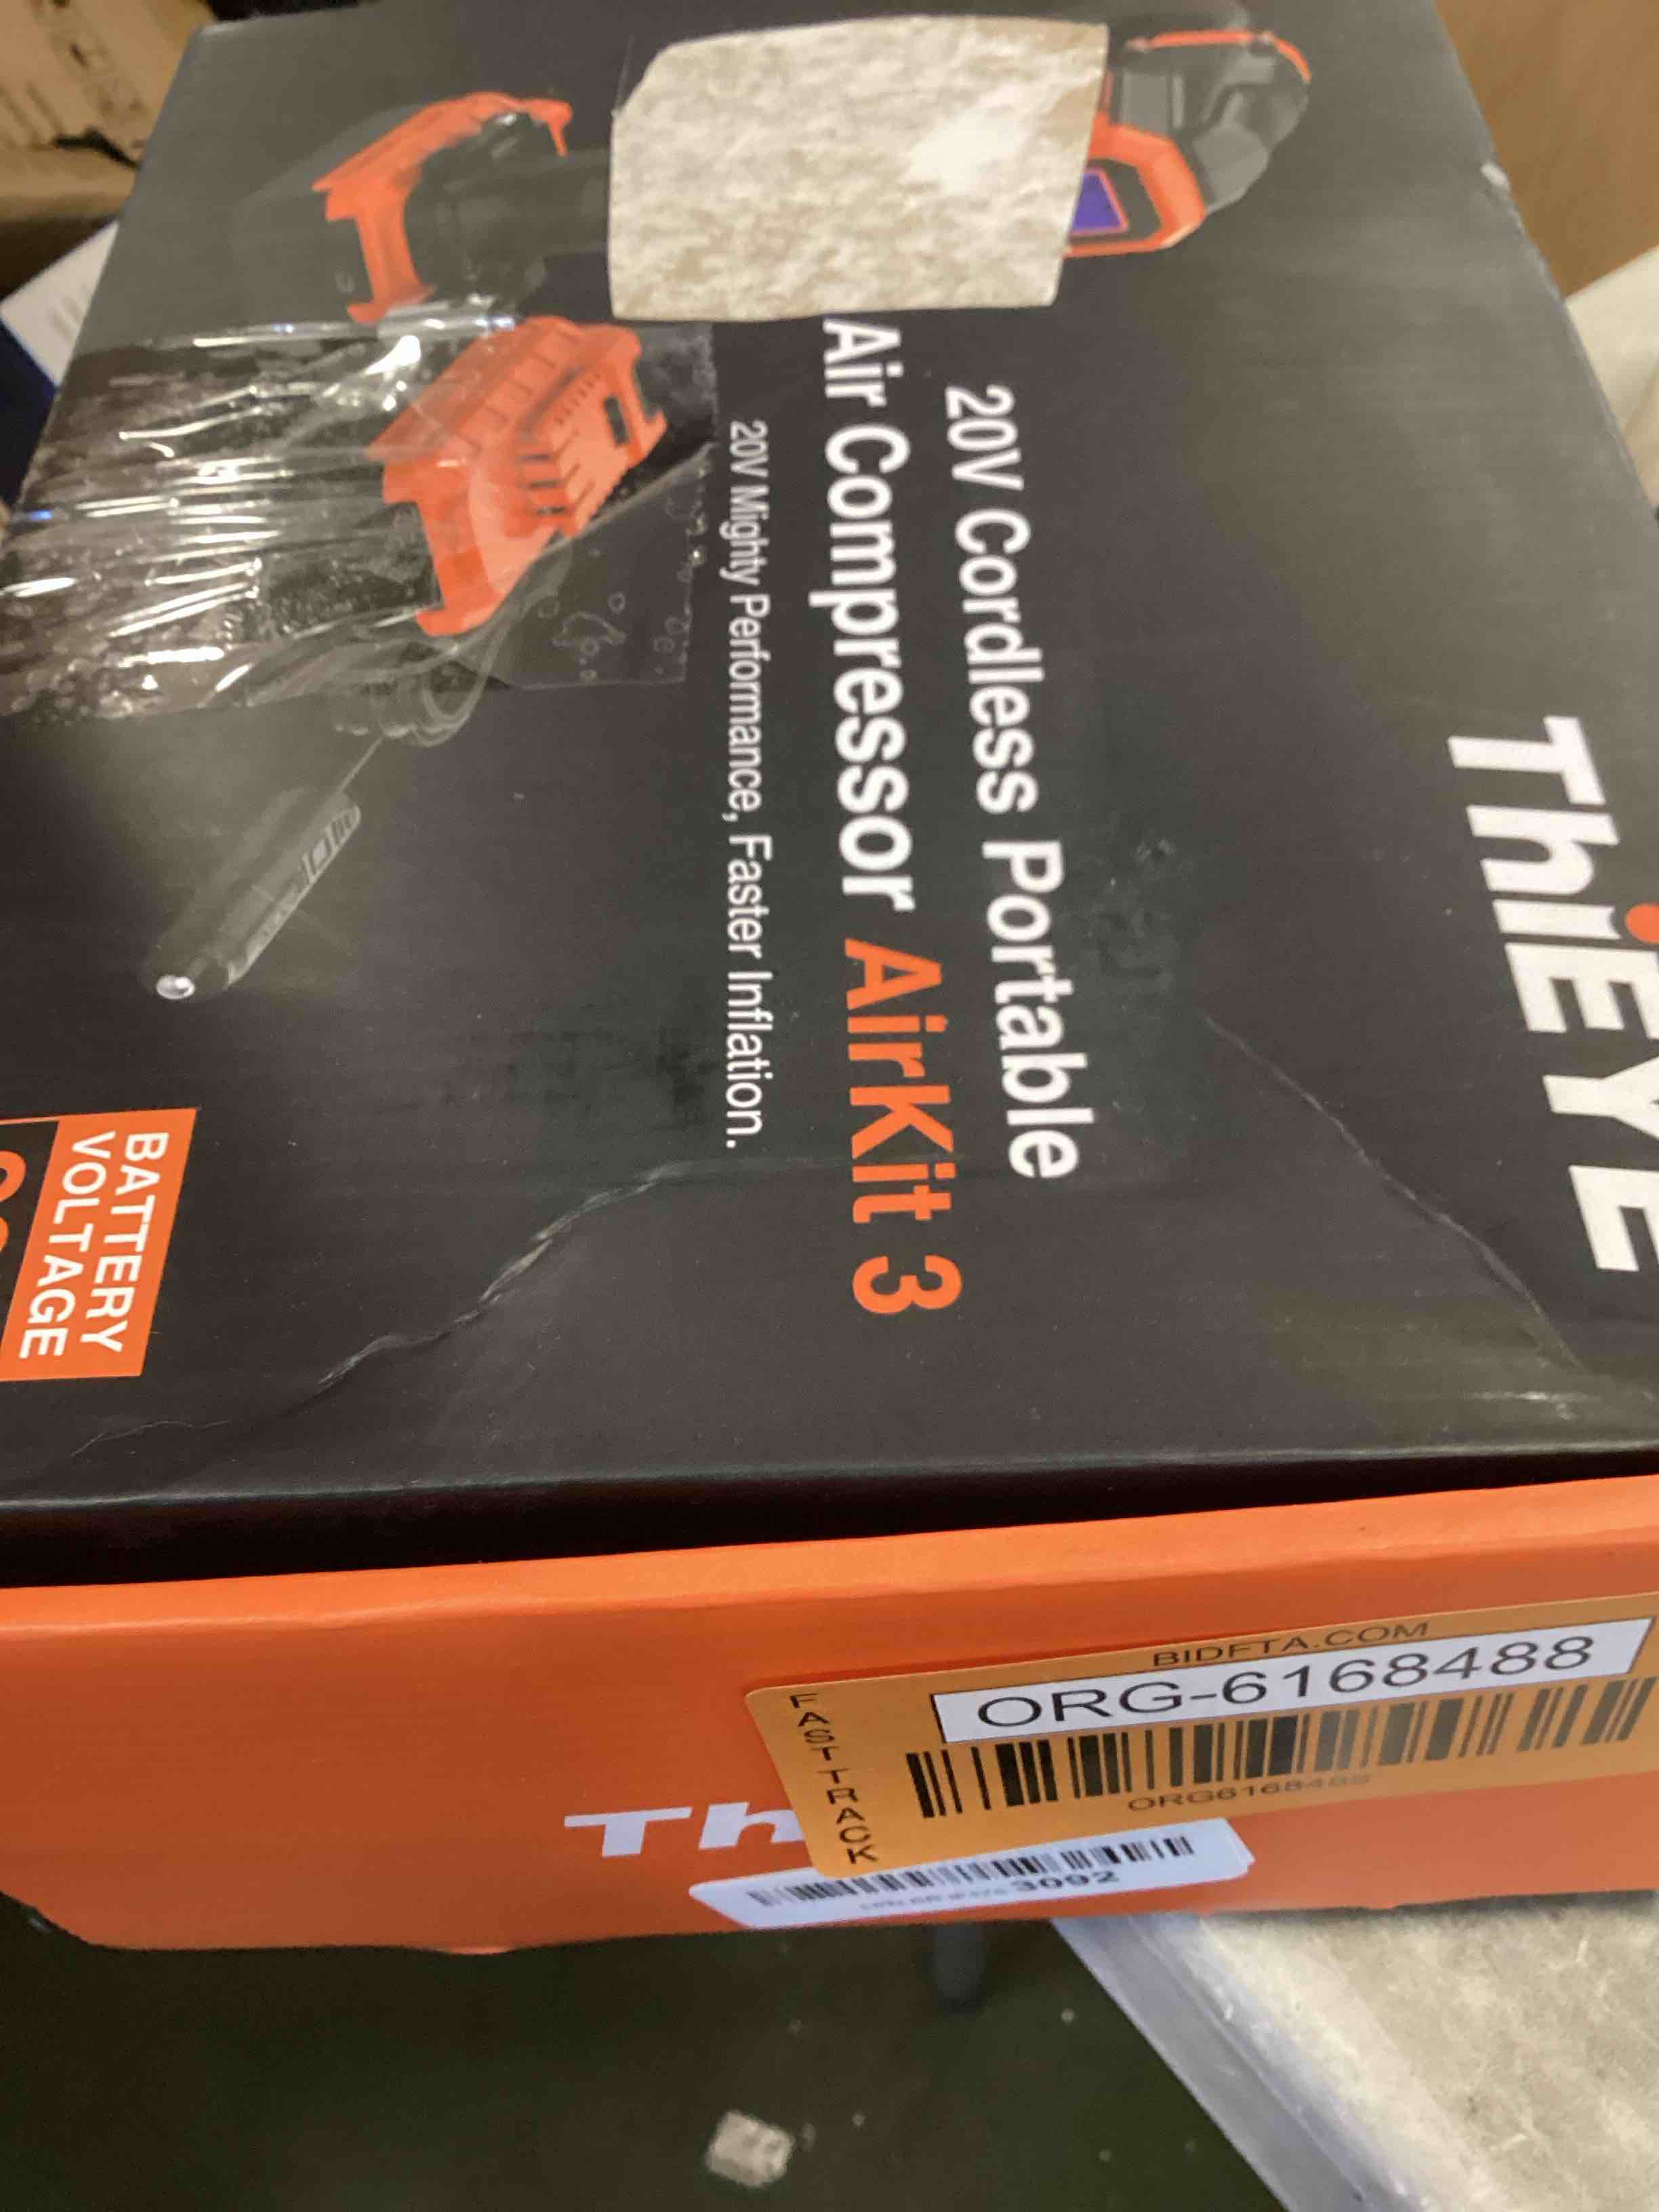 ThiEYE
20V Cordless Portable
Air Compressor AirKit 3
20V Mighty Performance, Faster Inflation.
BATTERY
VOLTAGE
BIDFTA.COM
ORG-6168488
FAST TRACK
ORG6168488
Th
3092